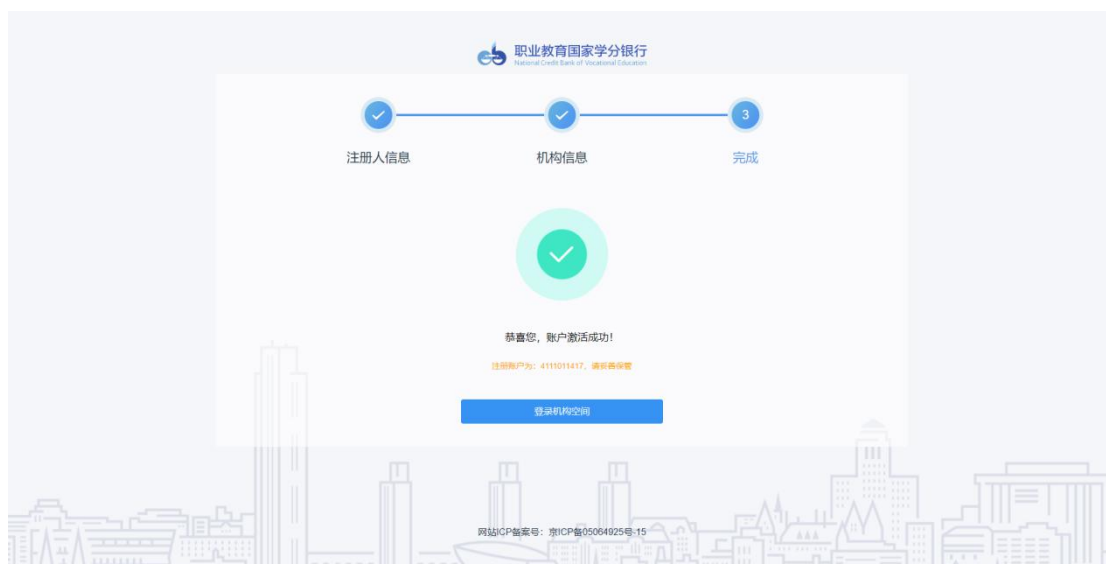 职业教育国家学分银行
National Credit Bank of Vocational Education
3
注册人信息
机构信息
完成
恭喜您，账户激活成功！
注册账户为：4111011417，请妥善保管
登录机构空间
网站ICP备案号：京ICP备05064925号-15